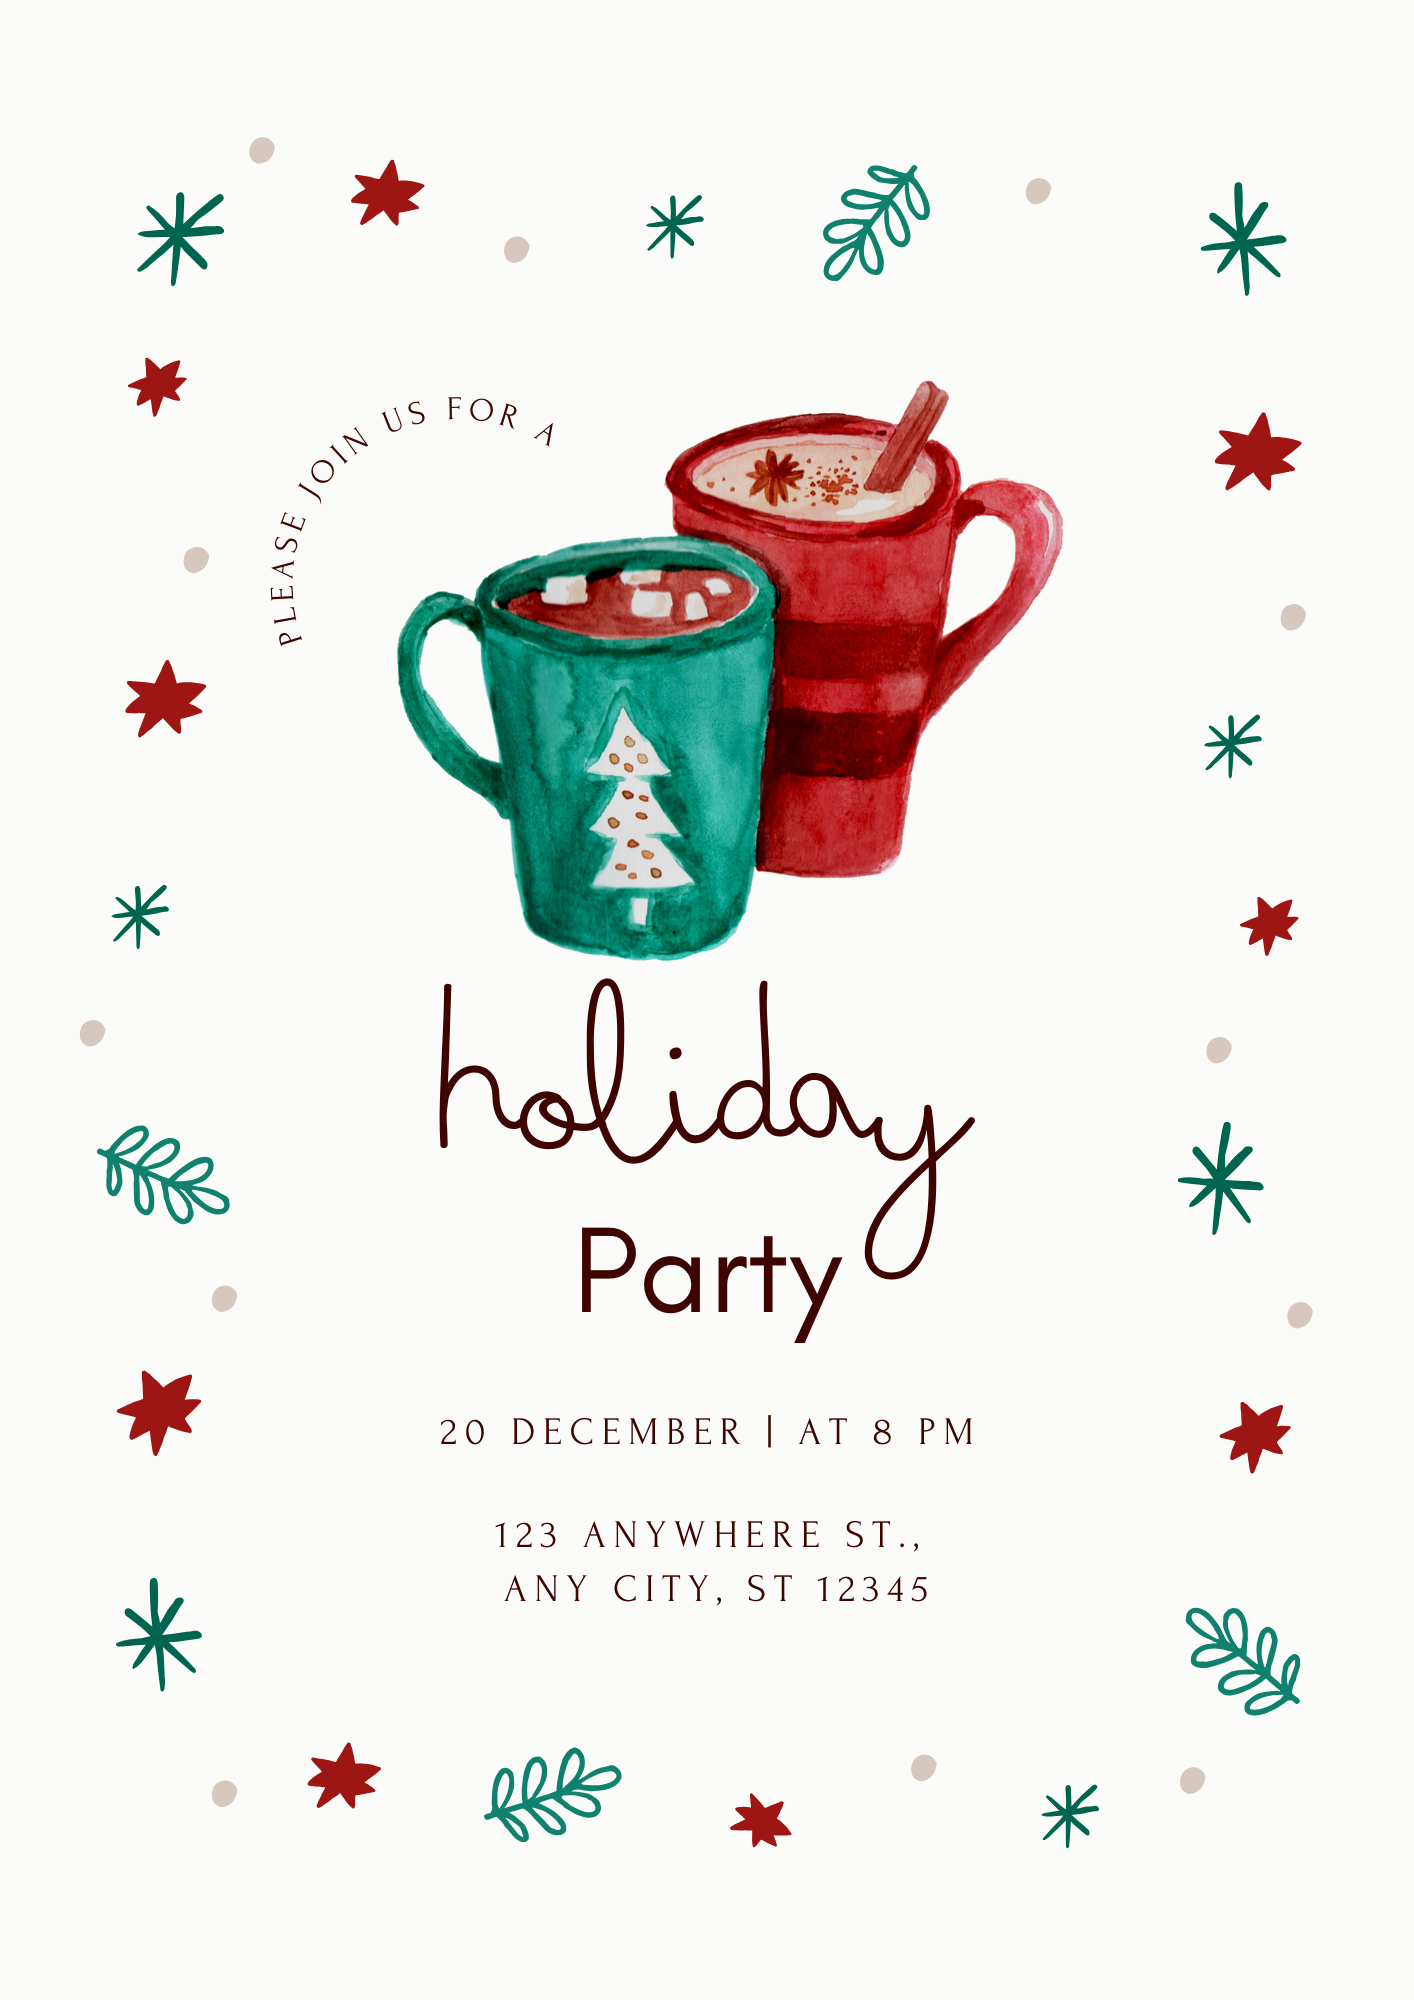 PLEASE JOIN US FOR A
holiday
Party
20 DECEMBER | AT 8 PM
123 ANYWHERE ST.,
ANY CITY, ST 12345